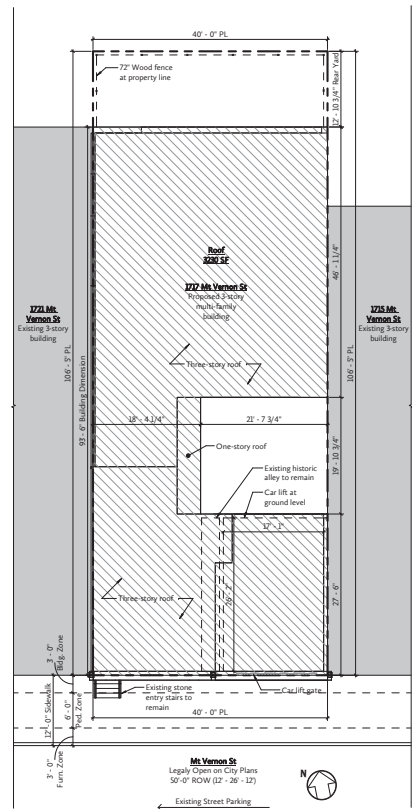 40' - 0" PL
72" Wood fence
at property line
12' - 10 3/4" Rear Yard
Roof
3230 SF
46' - 1 1/4"
1721 Mt
Vernon St
Existing 3-story
building
1717 Mt Vernon St
Proposed 3-story
multi-family
building
1715 Mt
Vernon St
Existing 3-story
building
106' - 5" PL
106' - 5" PL
93' - 6" Building Dimension
Three-story roof
18' - 4 1/4"
21' - 7 3/4"
One-story roof
19' - 10 3/4"
Existing historic
alley to remain
Car lift at
ground level
17' - 1"
Three-story roof
26' - 2"
27' - 6"
3' - 0"
Bldg. Zone
12' - 0" Sidewalk
6' - 0"
Ped. Zone
3' - 0"
Furn. Zone
Existing stone
entry stairs to
remain
Car lift gate
40' - 0" PL
Mt Vernon St
Legaly Open on City Plans
50'-0" ROW (12' - 26' - 12')
N
Existing Street Parking